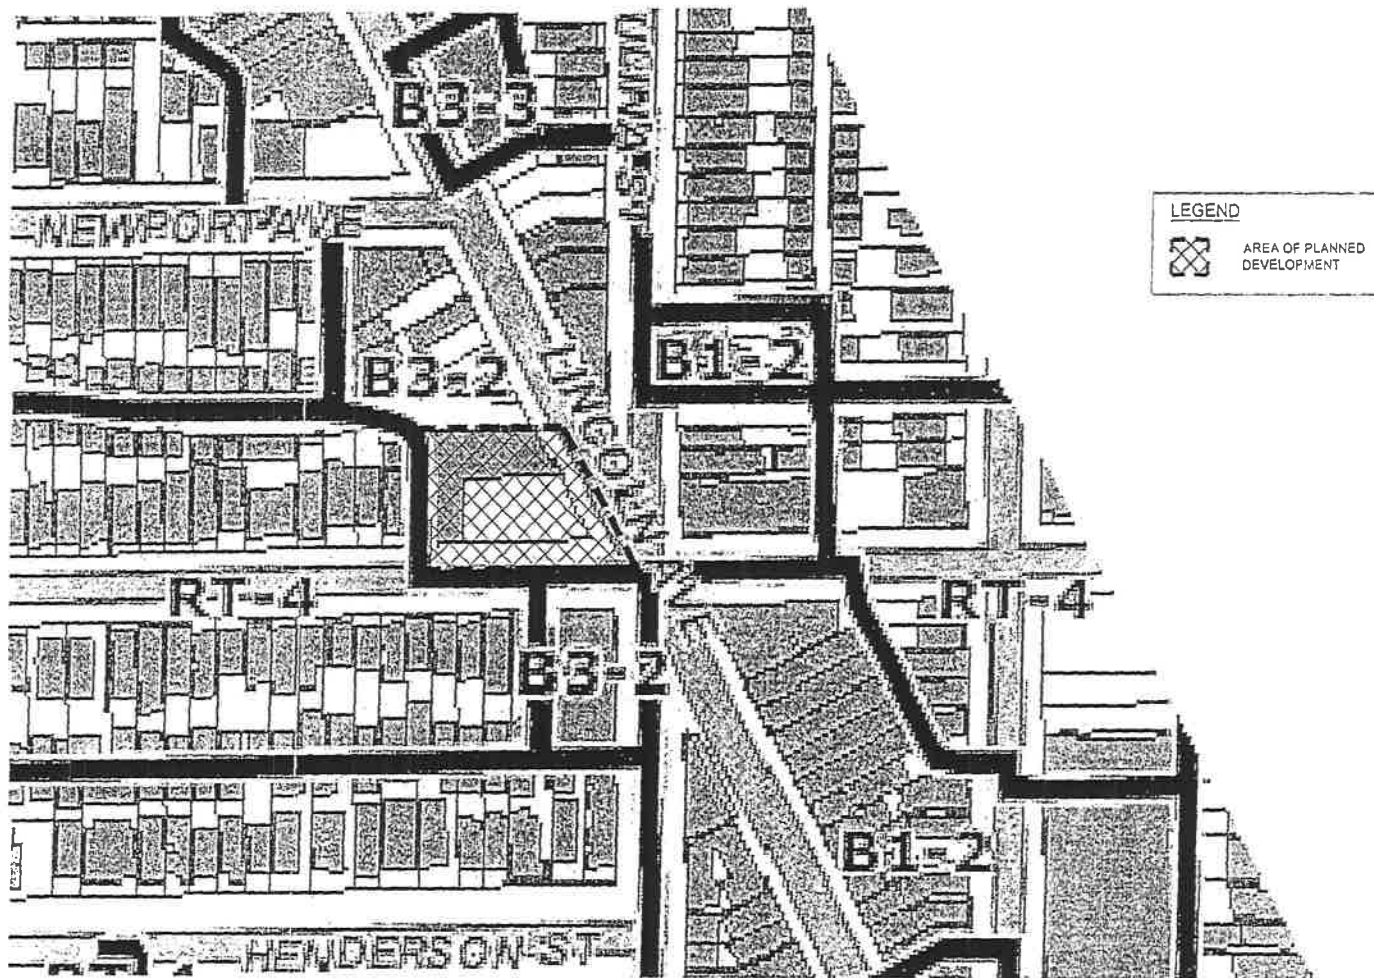 B3-3
LEGEND
AREA OF PLANNED
DEVELOPMENT
NEWPORT AVE
B3-2
B1-2
RT-4
RT-4
B3-2
B1-2
HENDERSON ST